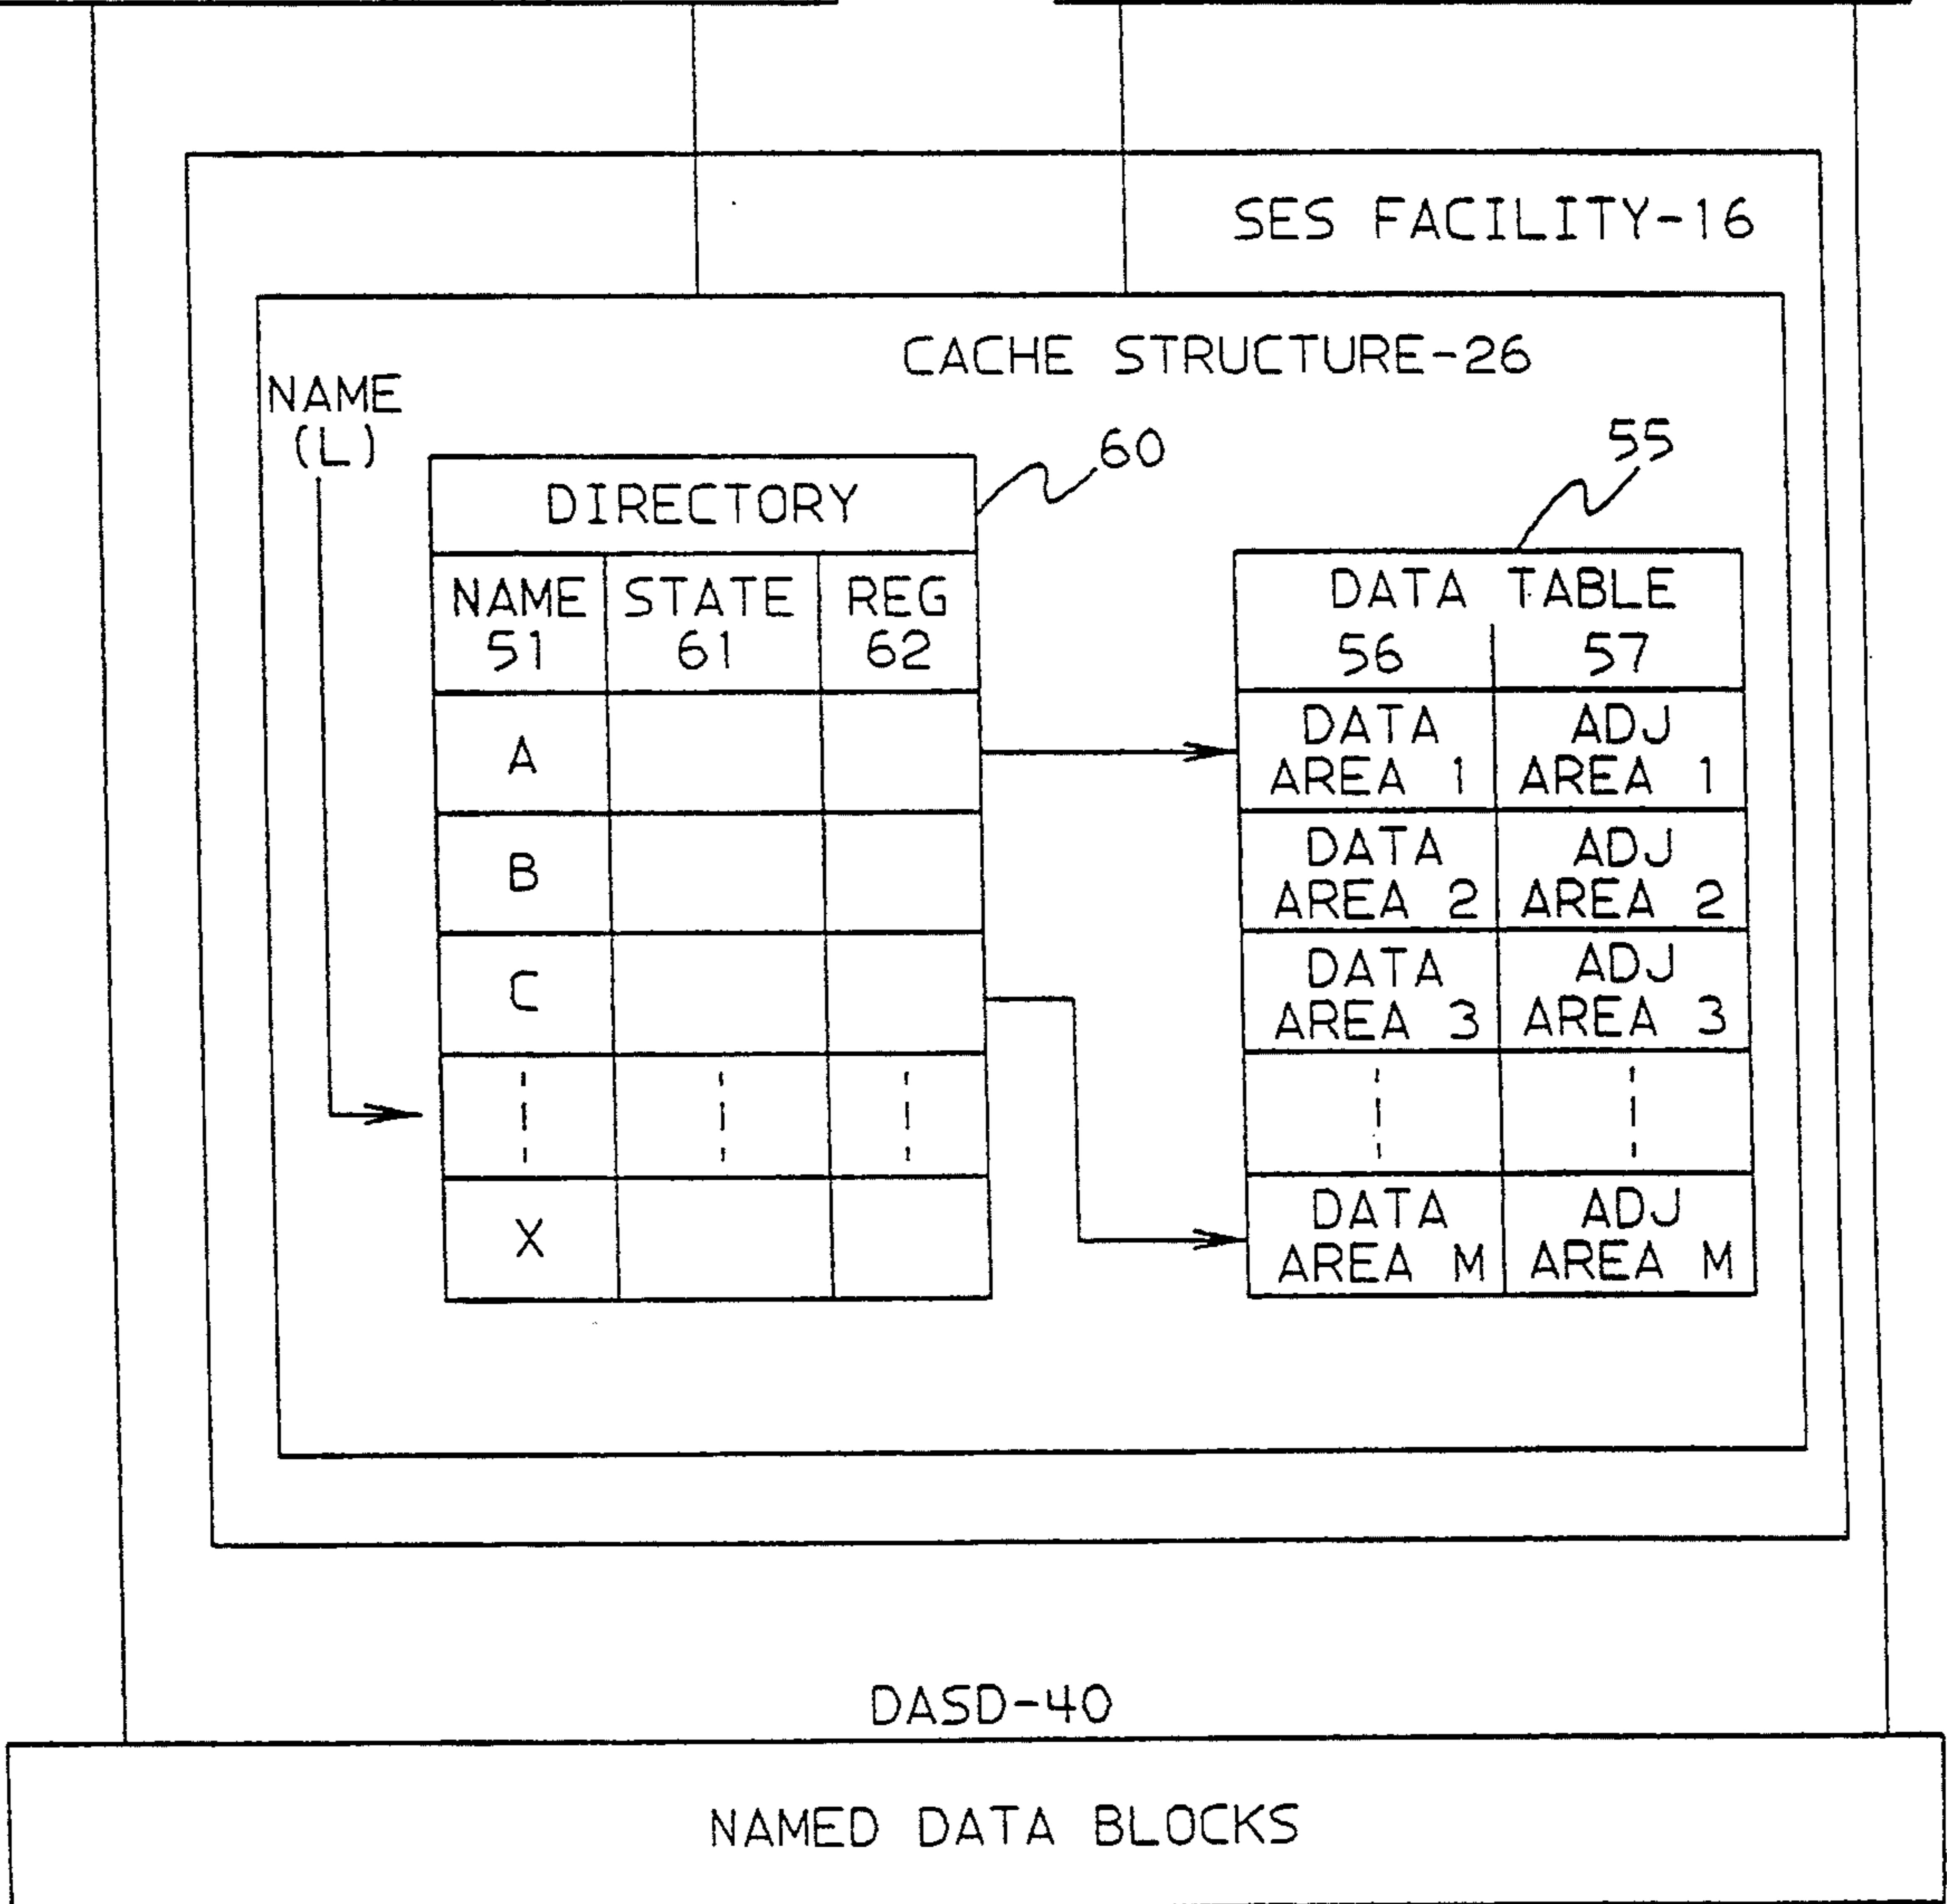 SES FACILITY-16
CACHE STRUCTURE-26
NAME
(L)
60
55
DIRECTORY
NAME STATE REG
51 61 62
A
B
C
X
DATA TABLE
56 57
DATA ADJ
AREA 1 AREA 1
DATA ADJ
AREA 2 AREA 2
DATA ADJ
AREA 3 AREA 3
DATA ADJ
AREA M AREA M
DASD-40
NAMED DATA BLOCKS